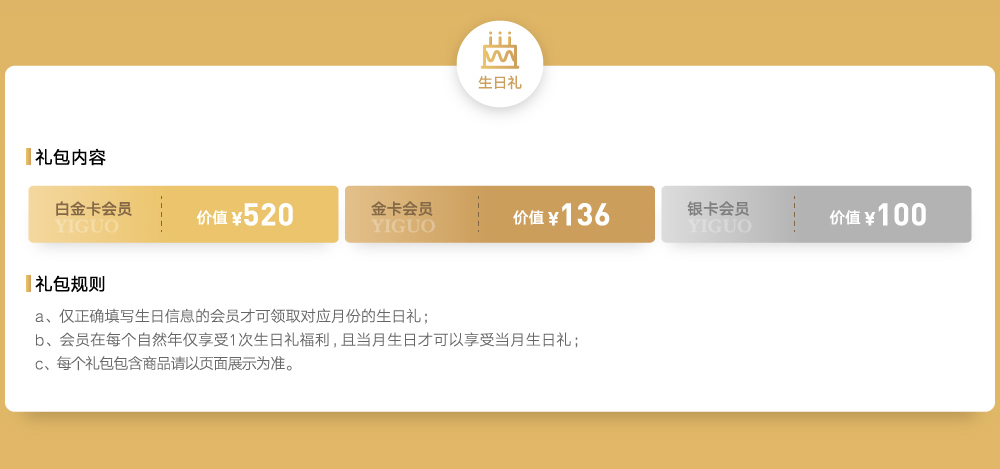 生日礼
礼包内容
白金卡会员 价值¥520
YIGUO
金卡会员 价值¥136
YIGUO
银卡会员 价值¥100
YIGUO
礼包规则
a、仅正确填写生日信息的会员才可领取对应月份的生日礼；
b、会员在每个自然年仅享受1次生日礼福利，且当月生日才可以享受当月生日礼；
c、每个礼包包含商品请以页面展示为准。